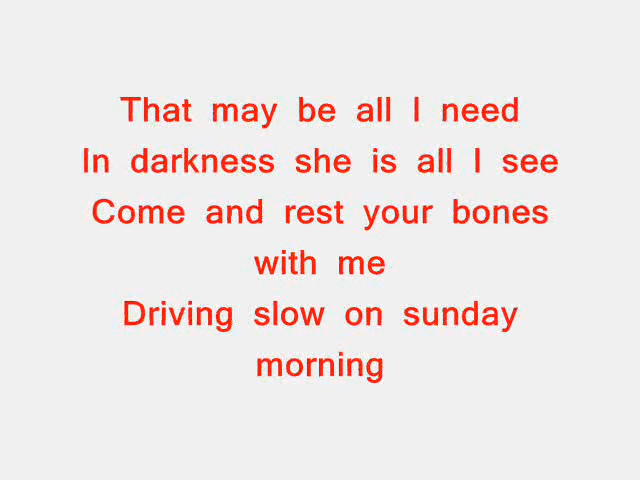 That may be all I need
In darkness she is all I see
Come and rest your bones
with me
Driving slow on sunday
morning